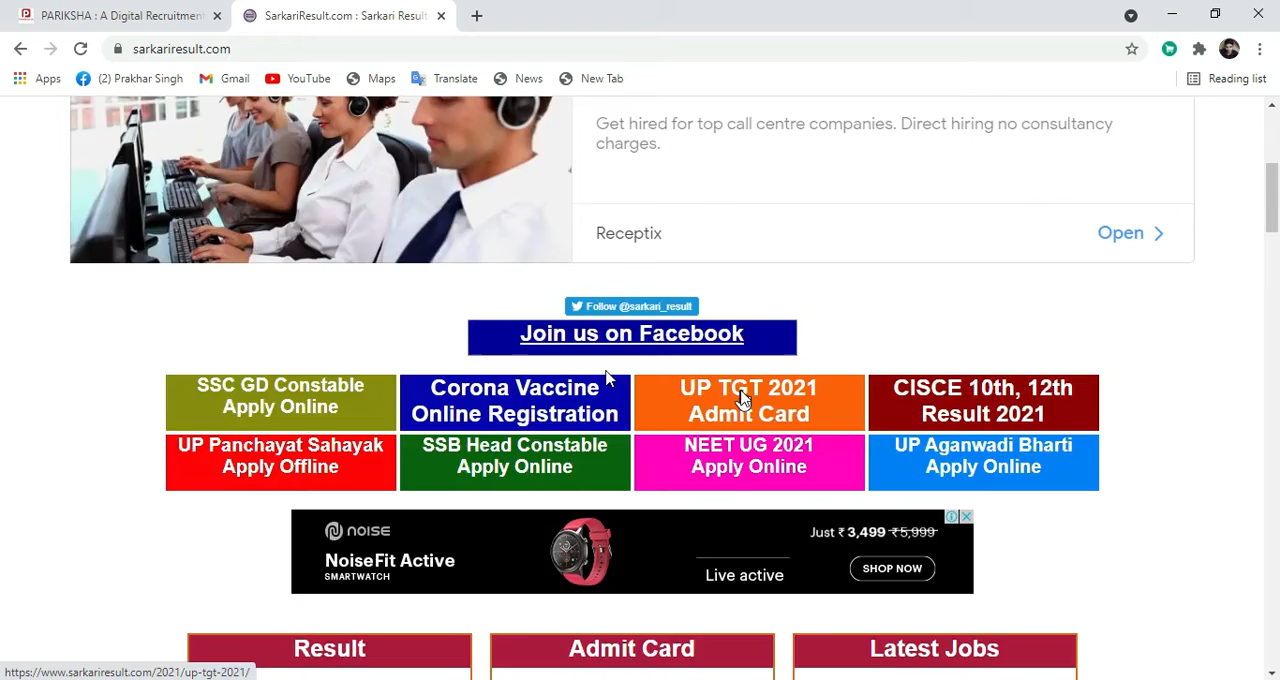 PARIKSHA : A Digital Recruitment
SarkariResult.com : Sarkari Result
sarkariresult.com
Apps
(2) Prakhar Singh
Gmail
YouTube
Maps
Translate
News
New Tab
Reading list
Get hired for top call centre companies. Direct hiring no consultancy
charges.
Receptix
Open
Follow @sarkari_result
Join us on Facebook
SSC GD Constable
Apply Online
Corona Vaccine
Online Registration
UP TGT 2021
Admit Card
CISCE 10th, 12th
Result 2021
UP Panchayat Sahayak
Apply Offline
SSB Head Constable
Apply Online
NEET UG 2021
Apply Online
UP Aganwadi Bharti
Apply Online
NOISE
NoiseFit Active
SMARTWATCH
Live active
Just ₹ 3,499 ₹5,999
SHOP NOW
Result
Admit Card
Latest Jobs
https://www.sarkariresult.com/2021/up-tgt-2021/